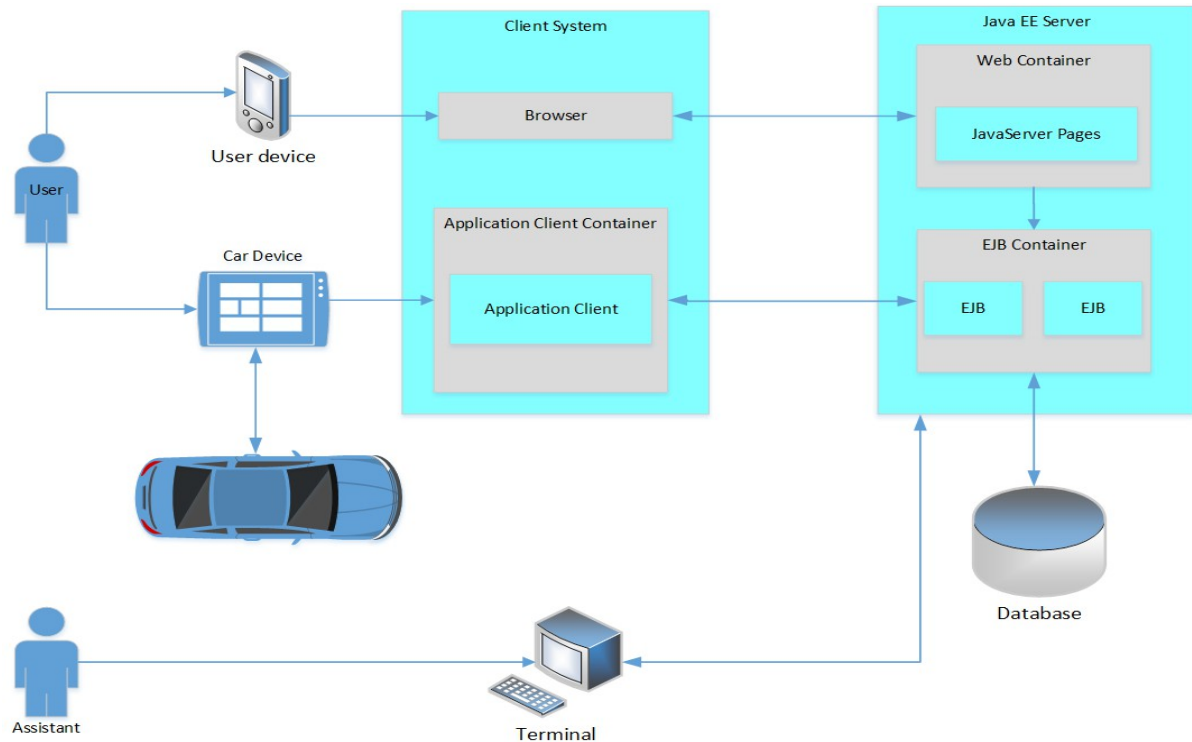 Client System
Java EE Server
Web Container
Browser
JavaServer Pages
User device
User
Application Client Container
EJB Container
Car Device
Application Client
EJB
EJB
Database
Assistant
Terminal